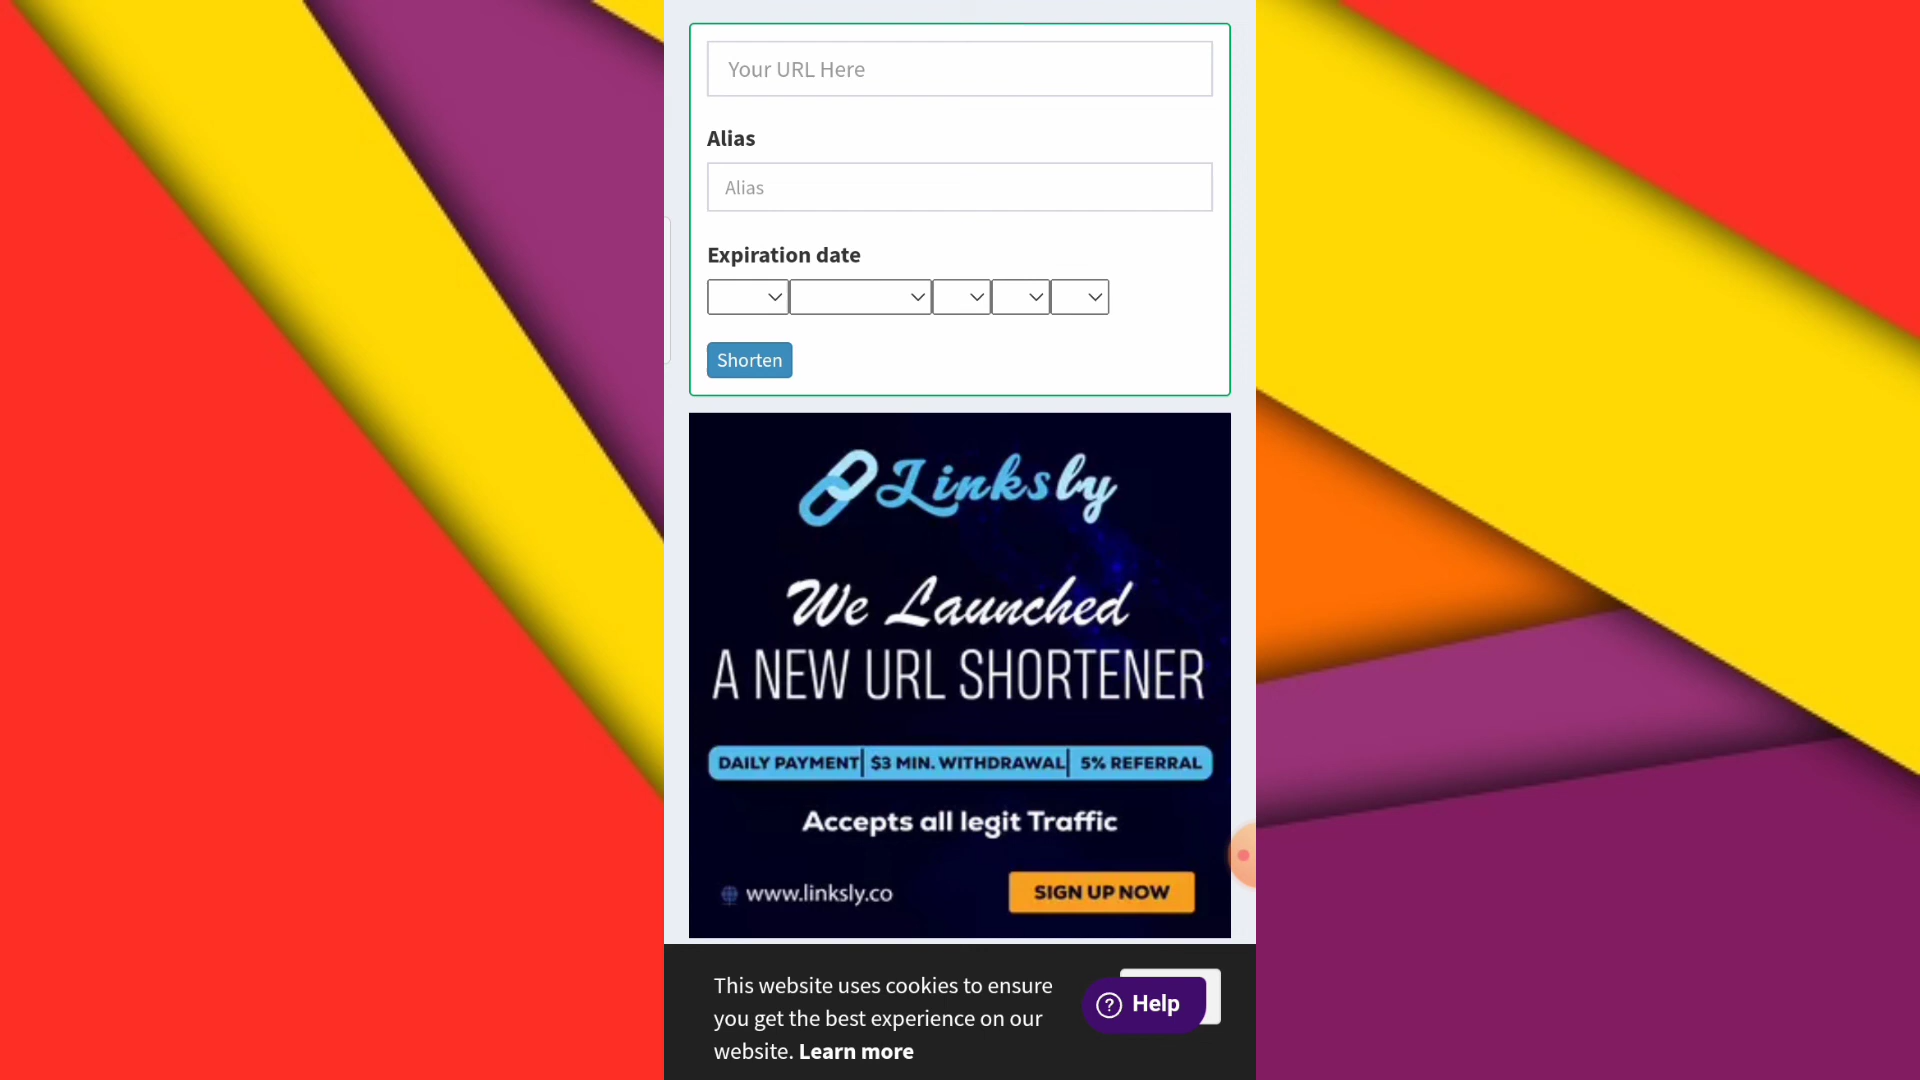 Your URL Here
Alias
Alias
Expiration date
Shorten
Linksly
We Launched
A NEW URL SHORTENER
DAILY PAYMENT | $3 MIN. WITHDRAWAL | 5% REFERRAL
Accepts all legit Traffic
www.linksly.co
SIGN UP NOW
This website uses cookies to ensure
you get the best experience on our
website. Learn more
Help